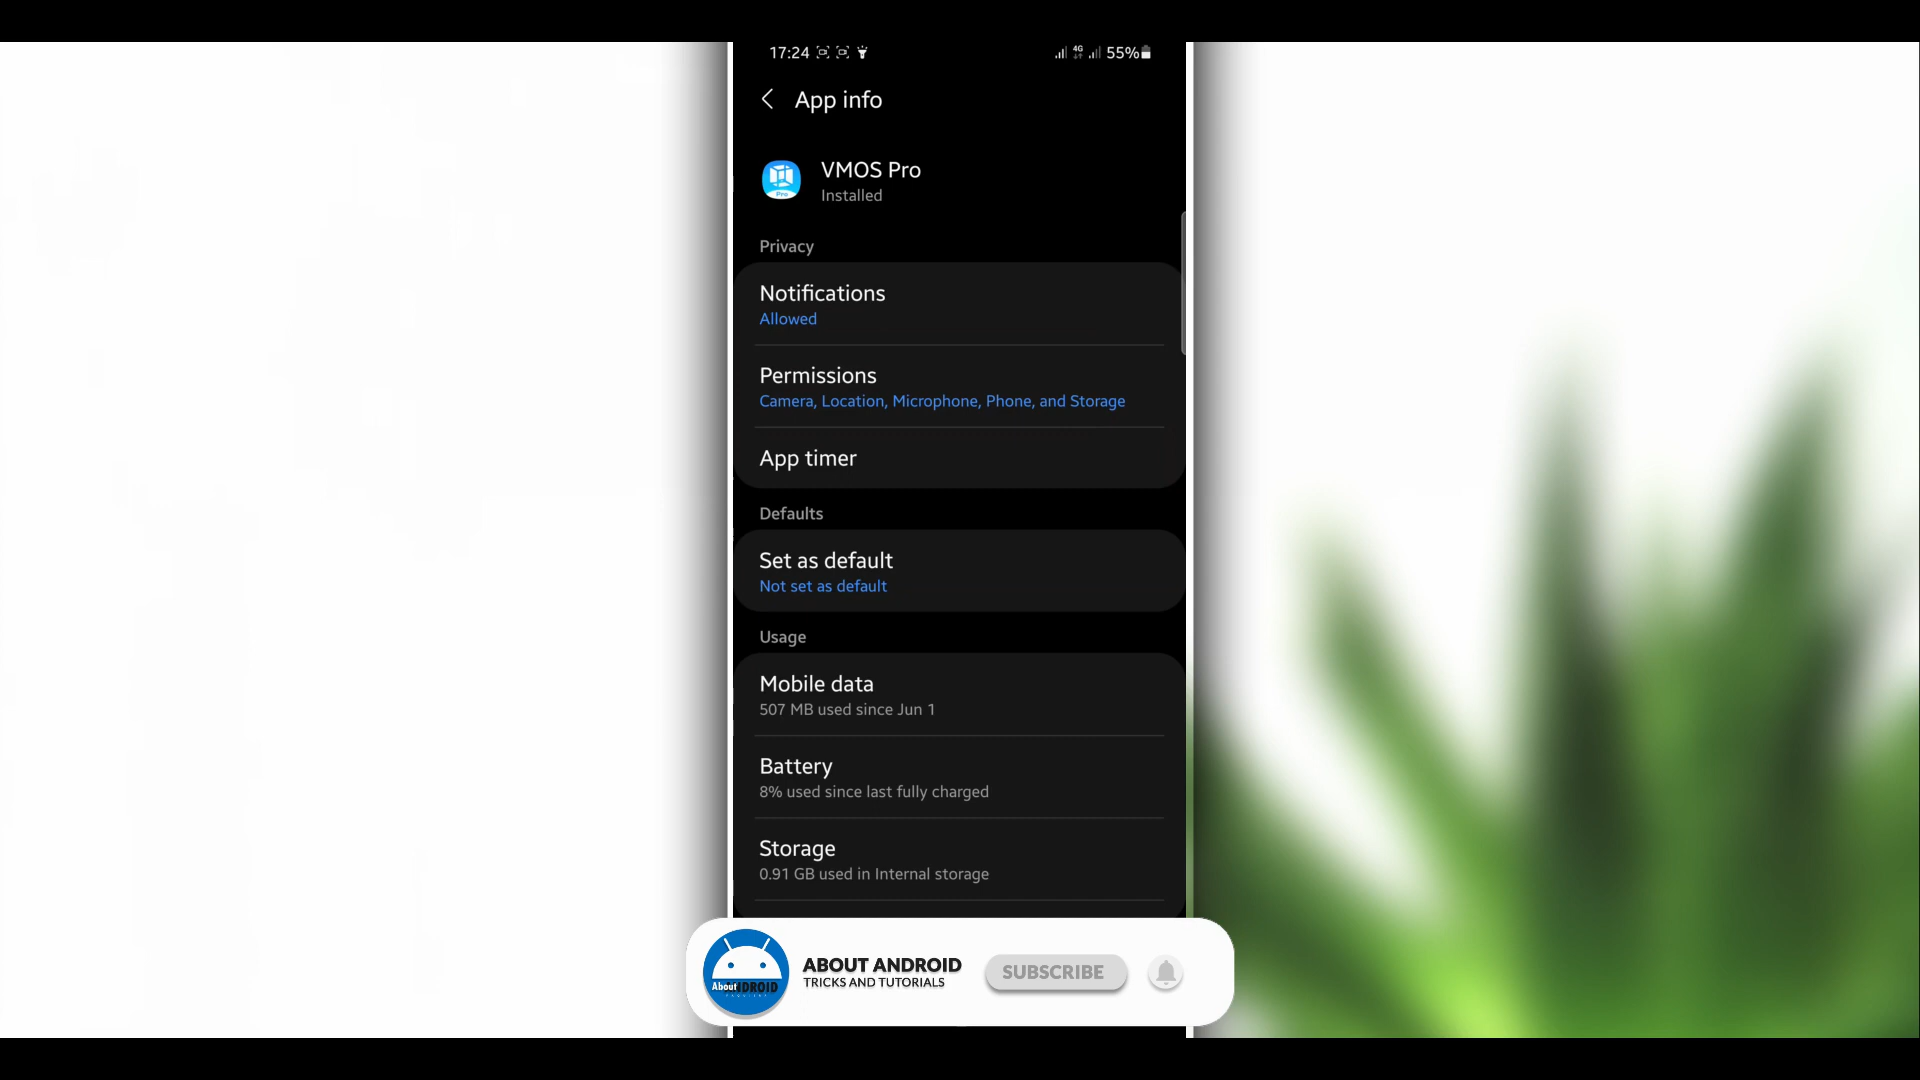 17:24
4G
55%
App info
VMOS Pro
Installed
Pro
Privacy
Notifications
Allowed
Permissions
Camera, Location, Microphone, Phone, and Storage
App timer
Defaults
Set as default
Not set as default
Usage
Mobile data
507 MB used since Jun 1
Battery
8% used since last fully charged
Storage
0.91 GB used in Internal storage
About ANDROID
ABOUT ANDROID
TRICKS AND TUTORIALS
SUBSCRIBE